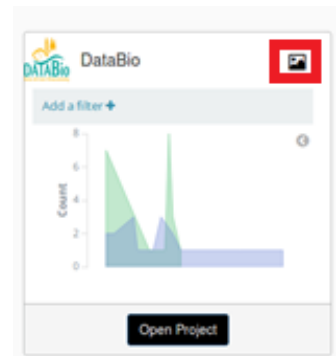 DATABio
DataBio
Add a filter +
8
6
4
2
0
Count
Open Project